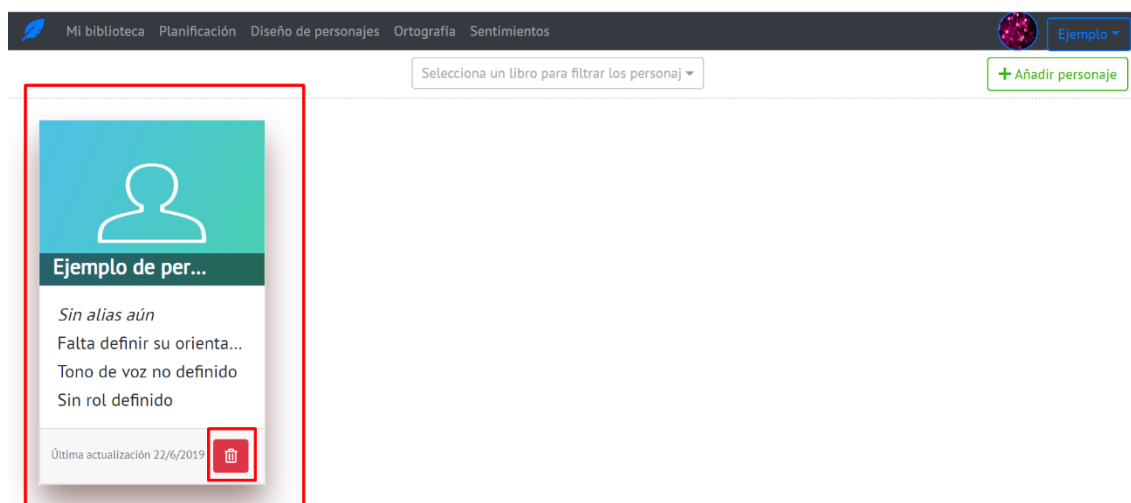 Mi biblioteca Planificación Diseño de personajes Ortografía Sentimientos Ejemplo
Selecciona un libro para filtrar los personaj
Añadir personaje
Ejemplo de per...
Sin alias aún
Falta definir su orienta...
Tono de voz no definido
Sin rol definido
Última actualización 22/6/2019